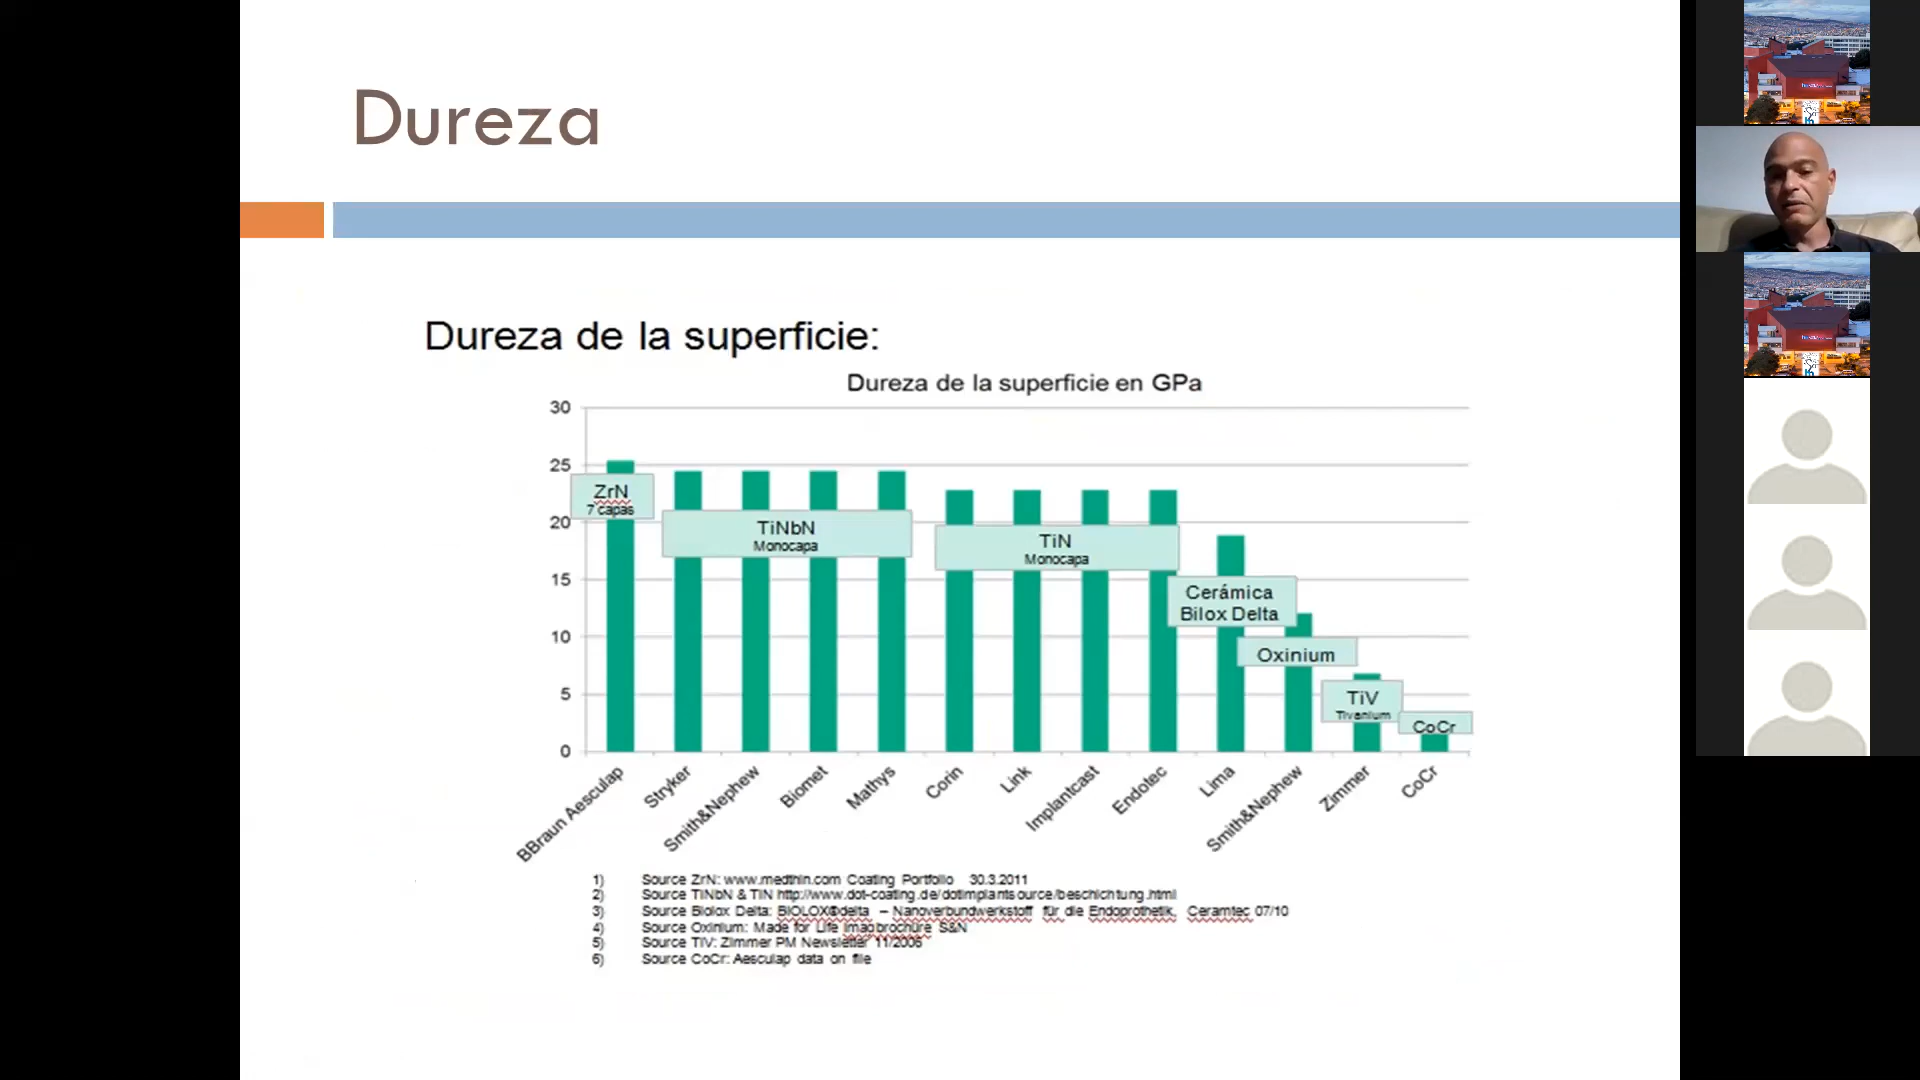 Dureza
Dureza de la superficie:
Dureza de la superficie en GPa
30
25
20
15
10
5
0
ZrN
7 capas
TiNbN
Monocapa
TiN
Monocapa
Cerámica
Bilox Delta
Oxinium
TiV
Tivanium
CoCr
BBraun Aesculap
Stryker
Smith&Nephew
Biomet
Mathys
Corin
Link
Implantcast
Endotec
Lima
Smith&Nephew
Zimmer
CoCr
1) Source ZrN: www.medthin.com Coating Portfolio 30.3.2011
2) Source TiNbN & TiN http://www.dot-coating.de/dotimplantsource/beschichtung.html
3) Source Biolox Delta: BIOLOX®delta – Nanoverbundwerkstoff für die Endoprothetik, Ceramtec 07/10
4) Source Oxinium: Made for Life Imagbrochüre S&N
5) Source TiV: Zimmer PM Newsletter 11/2006
6) Source CoCr: Aesculap data on file